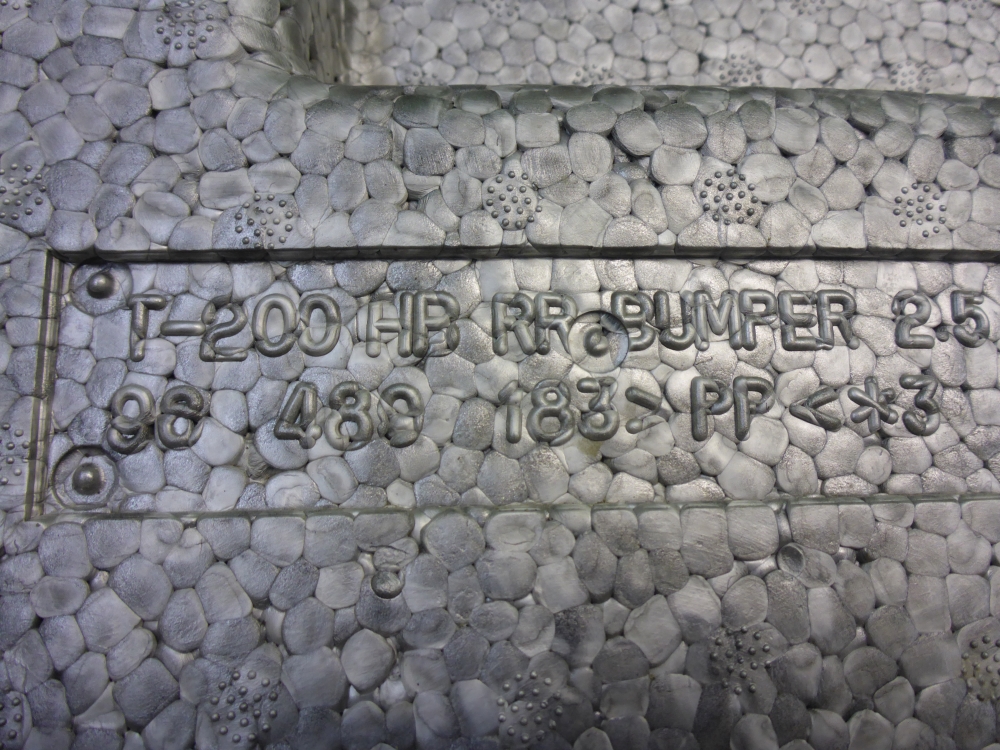 T-200 HB RR.BUMPER 2.5
96 489 183>PP<*3